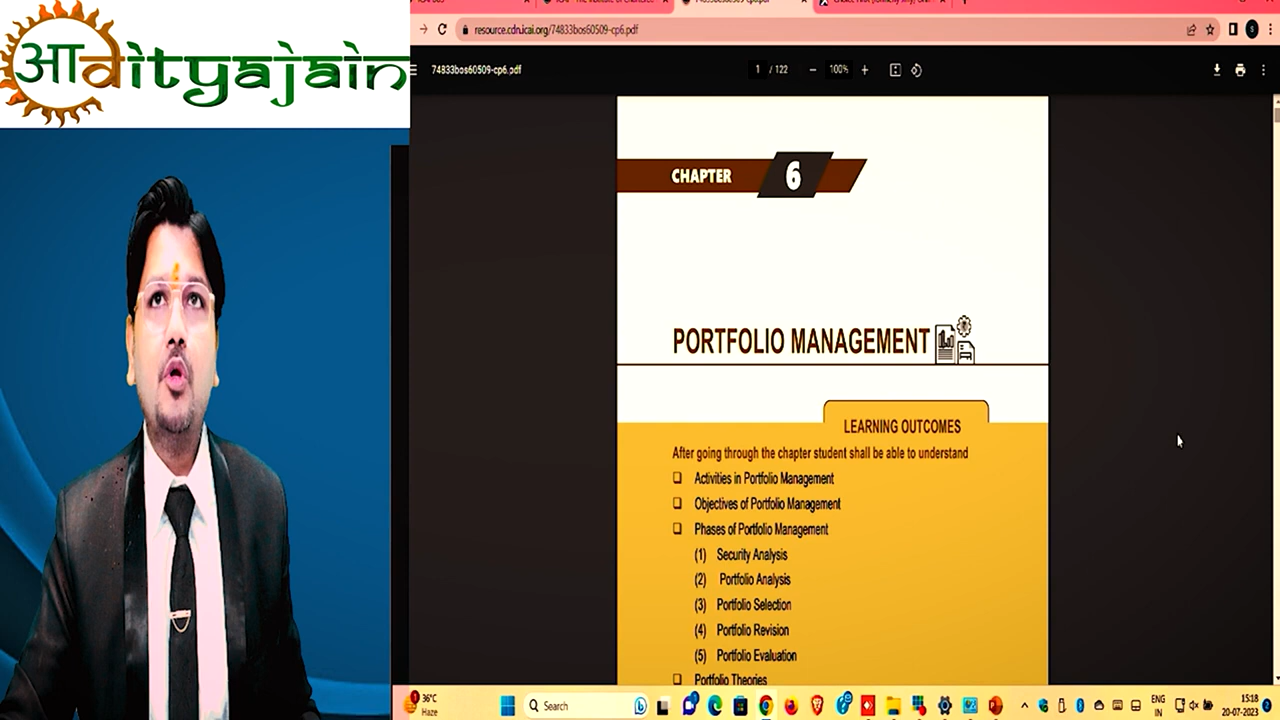 आdityajain
resource.cdn.icai.org/74833bos60509-cp6.pdf
74833bos60509-cp6.pdf
1 / 122
100%
CHAPTER 6
PORTFOLIO MANAGEMENT
LEARNING OUTCOMES
After going through the chapter student shall be able to understand
Activities in Portfolio Management
Objectives of Portfolio Management
Phases of Portfolio Management
(1) Security Analysis
(2) Portfolio Analysis
(3) Portfolio Selection
(4) Portfolio Revision
(5) Portfolio Evaluation
Portfolio Theories
1
36°C
Haze
Search
ENG
IN
15:18
20-07-2023